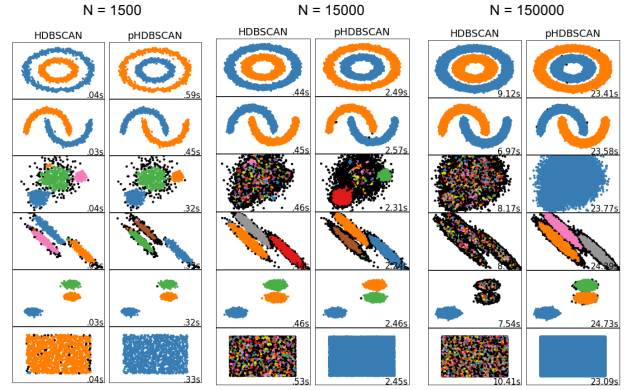 N = 1500 N = 15000 N = 150000
HDBSCAN pHDBSCAN HDBSCAN pHDBSCAN HDBSCAN pHDBSCAN
.04s .59s .44s 2.49s 9.12s 23.41s
.03s .45s .45s 2.57s 6.97s 23.58s
.04s .32s .46s 2.31s 8.17s 23.77s
.03s .32s .46s 2.46s 7.54s 24.73s
.04s .33s .53s 2.45s 10.41s 23.09s